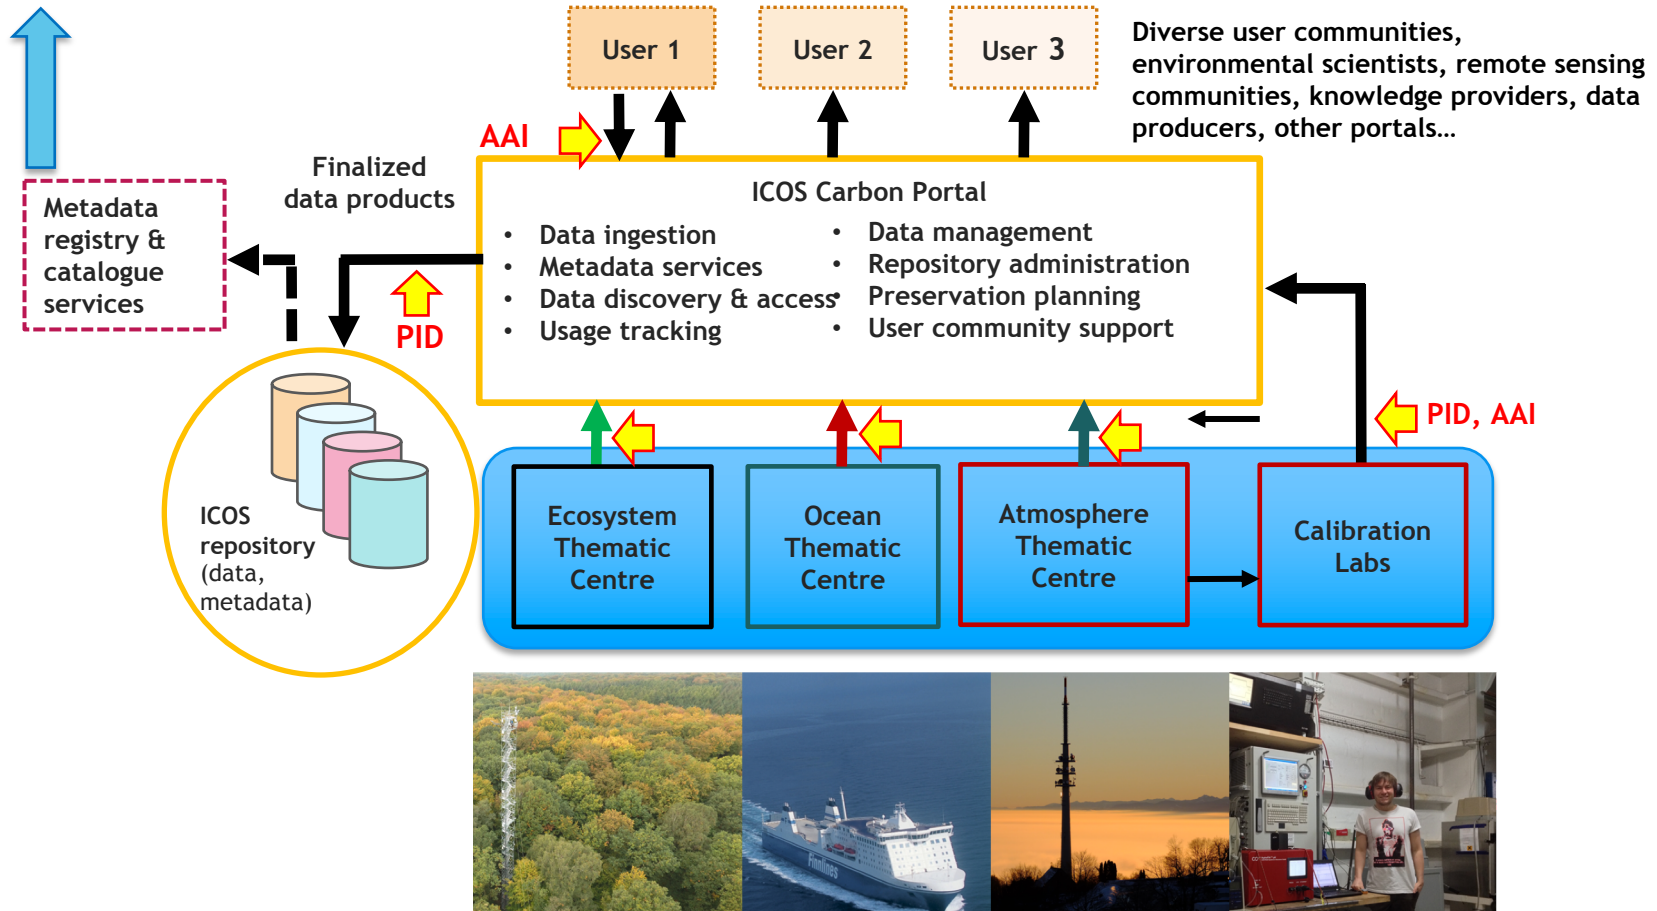 User 1
User 2
User 3
Diverse user communities,
environmental scientists, remote sensing
communities, knowledge providers, data
producers, other portals…
AAI
Finalized
data products
Metadata
registry &
catalogue
services
PID
ICOS Carbon Portal
• Data ingestion
• Metadata services
• Data discovery & access
• Usage tracking
• Data management
• Repository administration
• Preservation planning
• User community support
PID, AAI
ICOS
repository
(data,
metadata)
Ecosystem
Thematic
Centre
Ocean
Thematic
Centre
Atmosphere
Thematic
Centre
Calibration
Labs
Finnlines